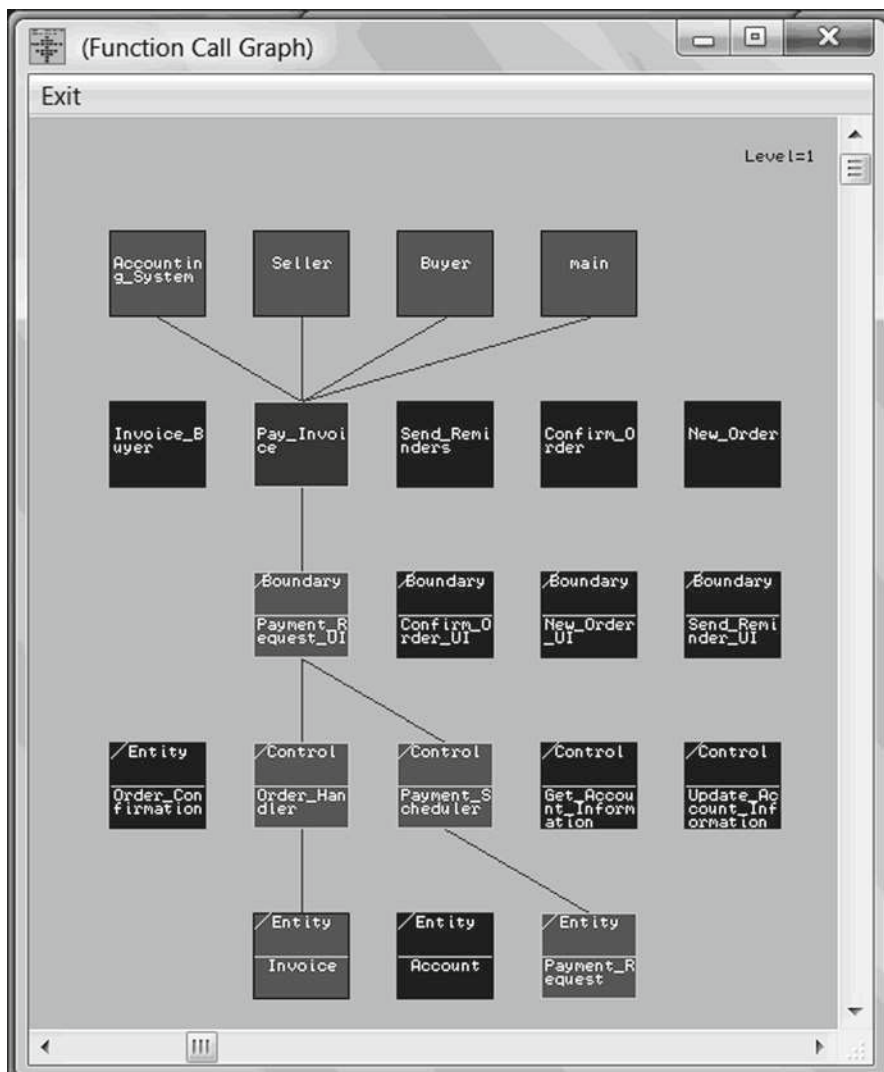 (Function Call Graph)
Exit
Level=1
Accountin
g_System
Seller
Buyer
main
Invoice_B
uyer
Pay_Invoi
ce
Send_Remi
nders
Confirm_O
rder
New_Order
Boundary
Payment_R
equest_UI
Boundary
Confirm_O
rder_UI
Boundary
New_Order
_UI
Boundary
Send_Remi
nder_UI
Entity
Order_Con
firmation
Control
Order_Han
dler
Control
Payment_S
cheduler
Control
Get_Accou
nt_Inform
ation
Control
Update_Ac
count_Inf
ormation
Entity
Invoice
Entity
Account
Entity
Payment_R
equest